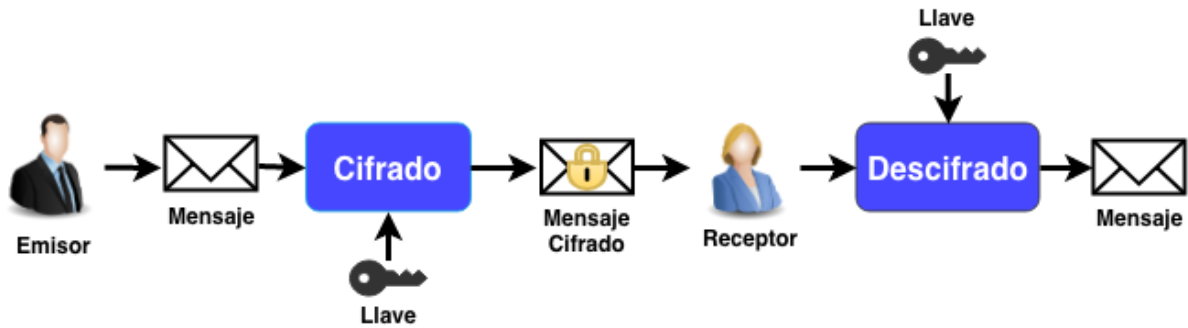 Emisor
Mensaje
Cifrado
Llave
Mensaje
Cifrado
Receptor
Llave
Descifrado
Mensaje